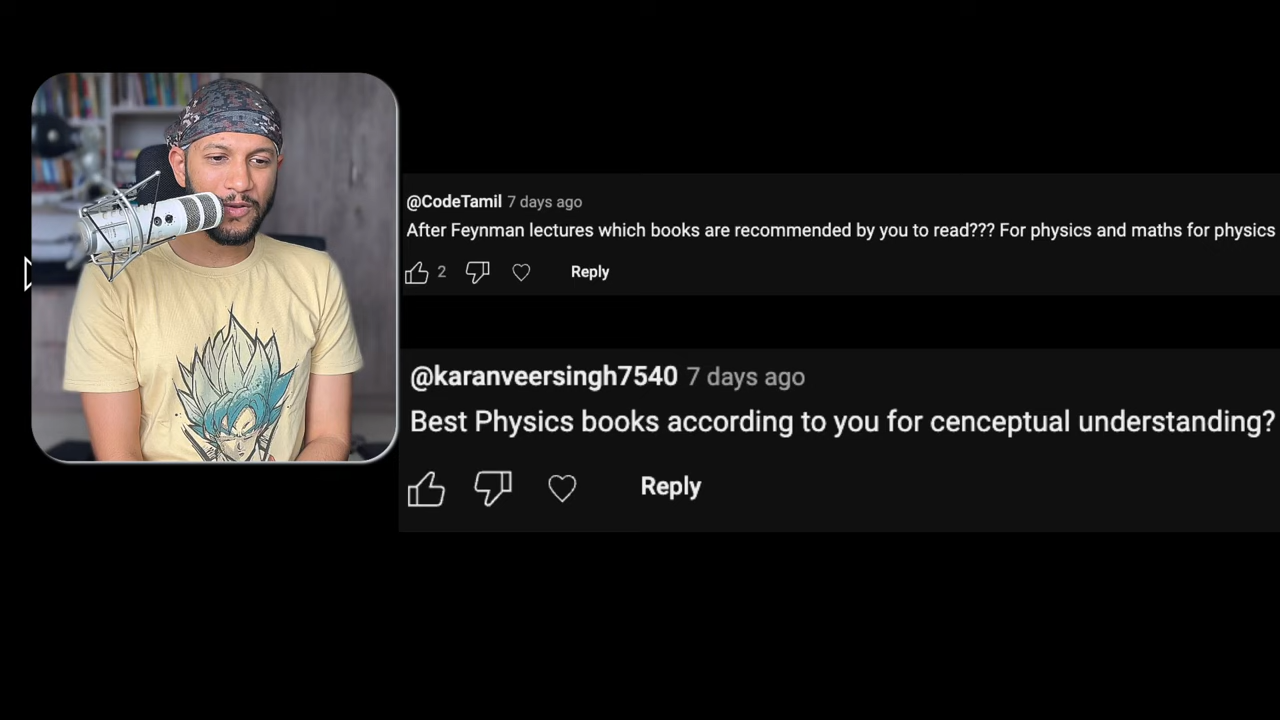 @CodeTamil 7 days ago
After Feynman lectures which books are recommended by you to read??? For physics and maths for physics
2 Reply
@karanveersingh7540 7 days ago
Best Physics books according to you for cenceptual understanding?
Reply